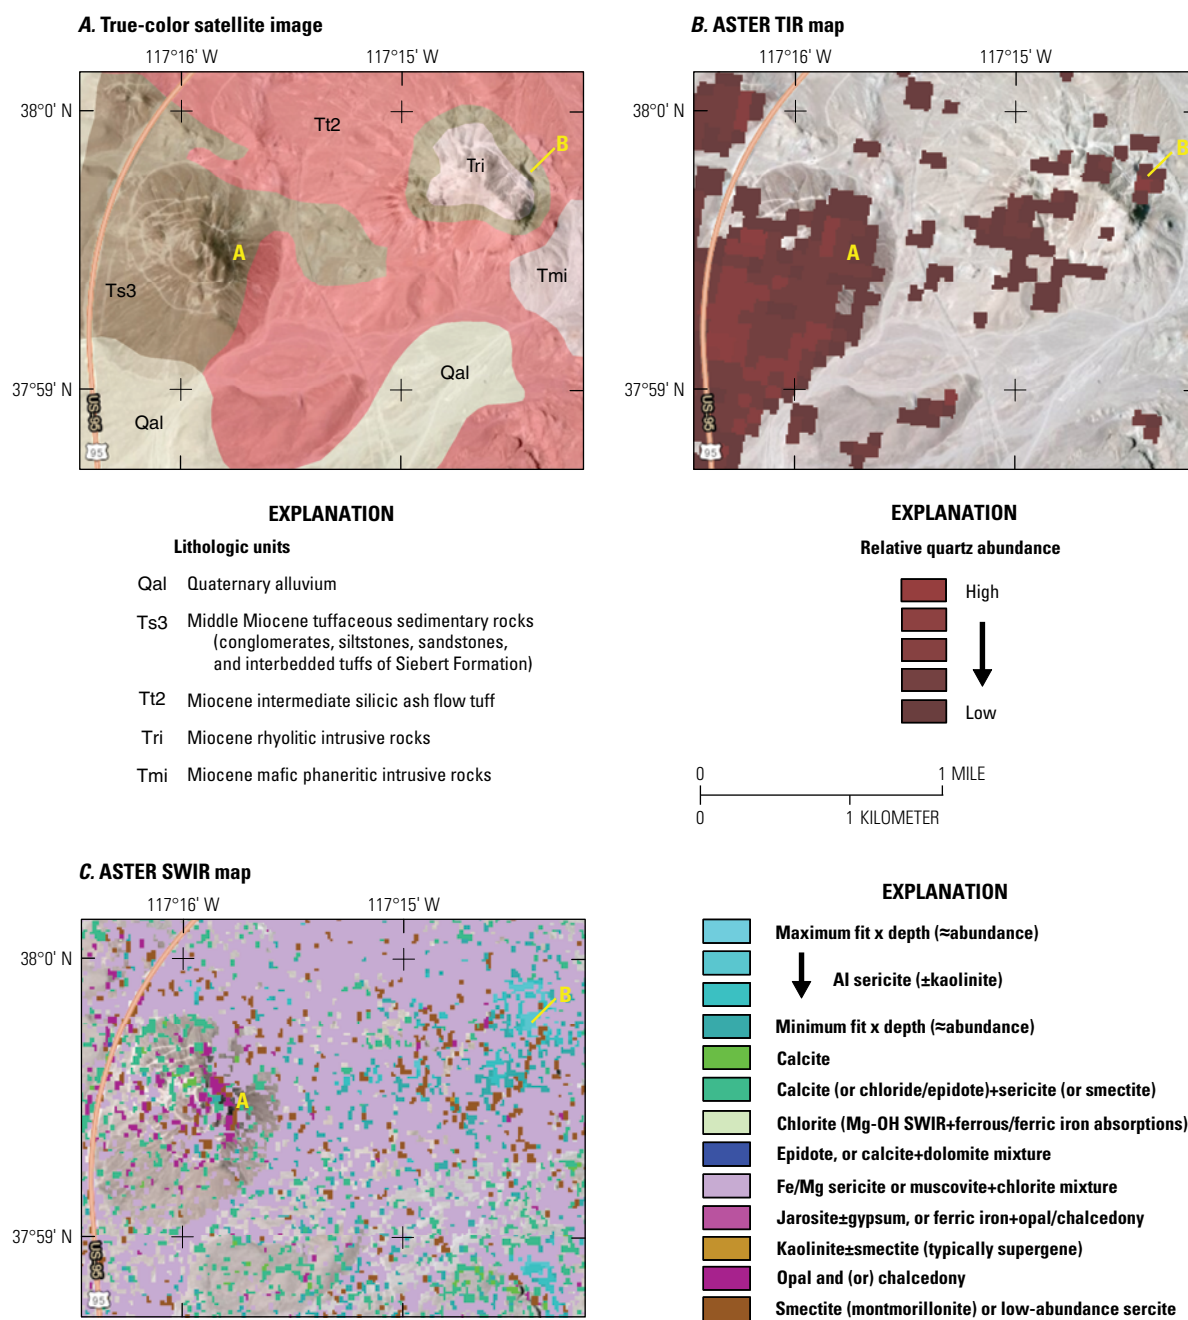 A. True-color satellite image
117°16' W
117°15' W
38°0' N
37°59' N
Tt2
Tri
B
A
Tmi
Ts3
Qal
Qal
US-95
95
EXPLANATION
Lithologic units
Qal Quaternary alluvium
Ts3 Middle Miocene tuffaceous sedimentary rocks
(conglomerates, siltstones, sandstones,
and interbedded tuffs of Siebert Formation)
Tt2 Miocene intermediate silicic ash flow tuff
Tri Miocene rhyolitic intrusive rocks
Tmi Miocene mafic phaneritic intrusive rocks
B. ASTER TIR map
117°16' W
117°15' W
38°0' N
37°59' N
B
A
US-95
95
EXPLANATION
Relative quartz abundance
High
Low
0
1 MILE
0
1 KILOMETER
C. ASTER SWIR map
117°16' W
117°15' W
38°0' N
37°59' N
B
A
US-95
95
EXPLANATION
Maximum fit x depth (≈abundance)
Al sericite (±kaolinite)
Minimum fit x depth (≈abundance)
Calcite
Calcite (or chloride/epidote)+sericite (or smectite)
Chlorite (Mg-OH SWIR+ferrous/ferric iron absorptions)
Epidote, or calcite+dolomite mixture
Fe/Mg sericite or muscovite+chlorite mixture
Jarosite±gypsum, or ferric iron+opal/chalcedony
Kaolinite±smectite (typically supergene)
Opal and (or) chalcedony
Smectite (montmorillonite) or low-abundance sercite